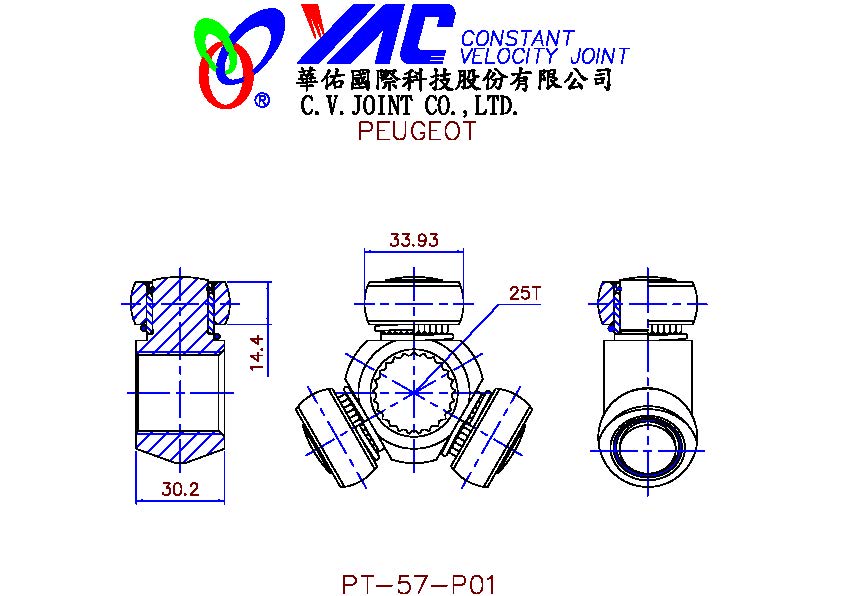 YAC CONSTANT
VELOCITY JOINT
華佑國際科技股份有限公司
®
C.V.JOINT CO.,LTD.
PEUGEOT
33.93
25T
14.4
30.2
PT-57-P01